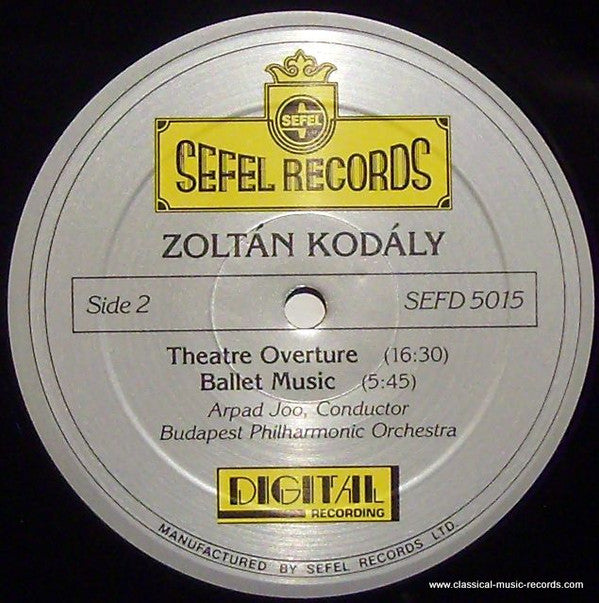 SEFEL
SEFEL RECORDS
ZOLTÁN KODÁLY
Side 2 SEFD 5015
Theatre Overture (16:30)
Ballet Music (5:45)
Arpad Joo, Conductor
Budapest Philharmonic Orchestra
DIGITAL
RECORDING
MANUFACTURED BY SEFEL RECORDS LTD.
www.classical-music-records.com